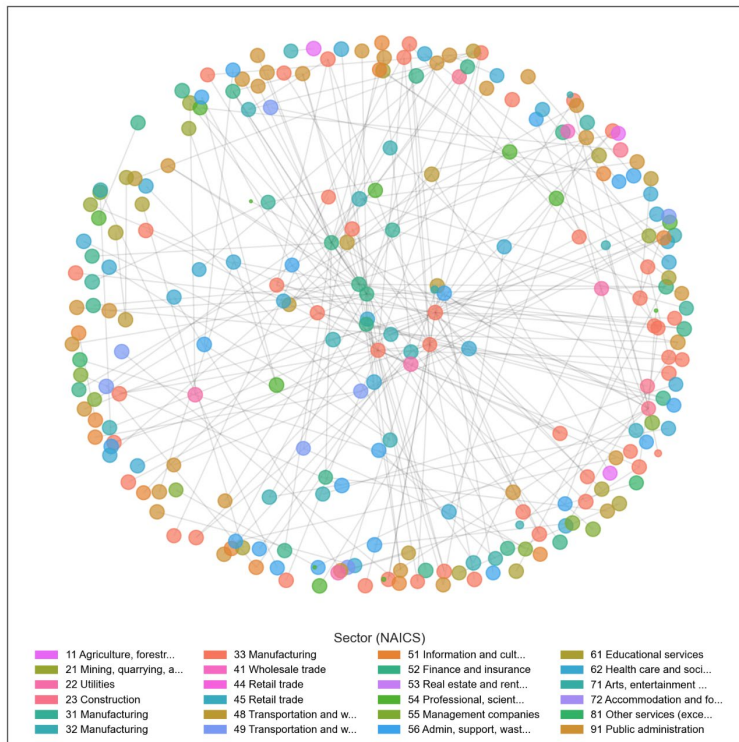 Sector (NAICS)
11 Agriculture, forestr... 33 Manufacturing 51 Information and cult... 61 Educational services
21 Mining, quarrying, a... 41 Wholesale trade 52 Finance and insurance 62 Health care and soci...
22 Utilities 44 Retail trade 53 Real estate and rent... 71 Arts, entertainment ...
23 Construction 45 Retail trade 54 Professional, scient... 72 Accommodation and fo...
31 Manufacturing 48 Transportation and w... 55 Management companies 81 Other services (exce...
32 Manufacturing 49 Transportation and w... 56 Admin, support, wast... 91 Public administration